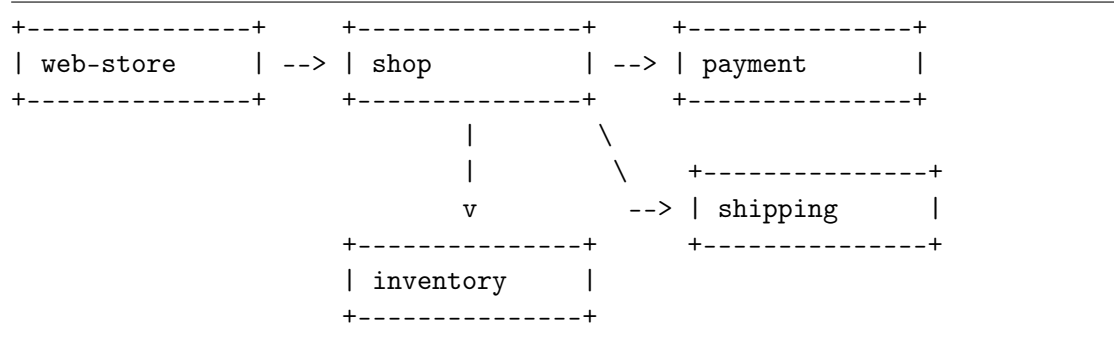 web-store --> shop --> payment
|
| \
v --> shipping
inventory